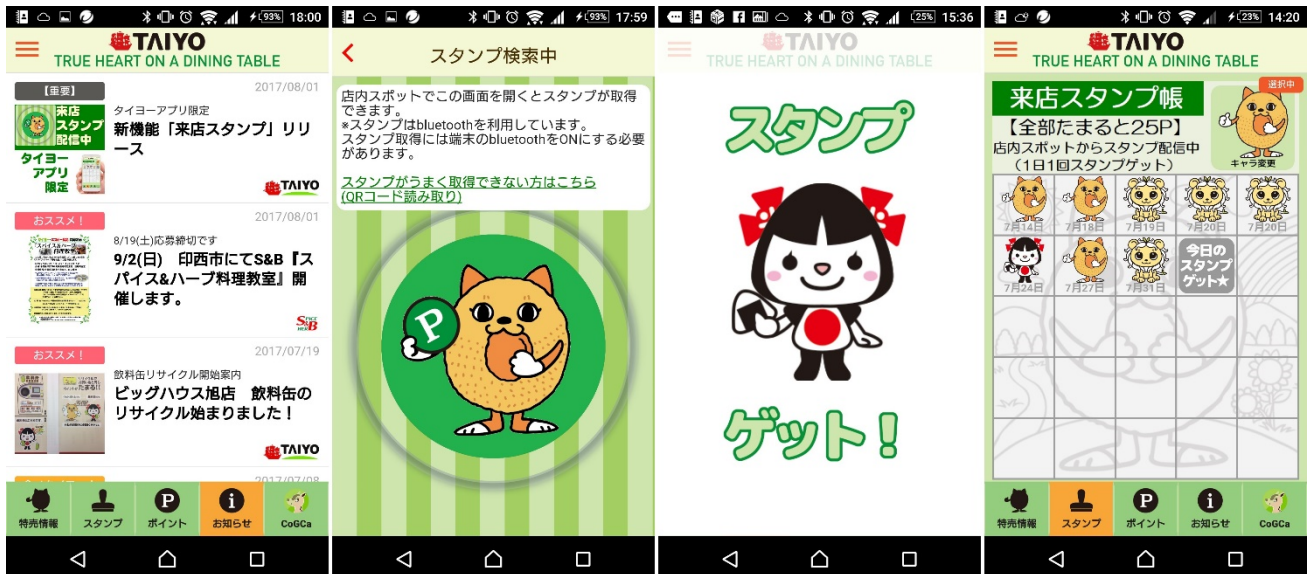 93% 18:00
TAIYO
TRUE HEART ON A DINING TABLE
【重要】
2017/08/01
来店
スタンプ
配信中
タイヨー
アプリ
限定
タイヨーアプリ限定
新機能「来店スタンプ」リリ
ース
TAIYO
おススメ！
2017/08/01
8/19(土)応募締切です
9/2(日) 印西市にてS&B『ス
パイス&ハーブ料理教室』開
催します。
S&B
おススメ！
2017/07/19
飲料缶リサイクル開始案内
ビッグハウス旭店 飲料缶の
リサイクル始まりました！
TAIYO
2017/07/08
特売情報
スタンプ
P
ポイント
お知らせ
CoGCa
93% 17:59
スタンプ検索中
店内スポットでこの画面を開くとスタンプが取得
できます。
*スタンプはbluetoothを利用しています。
スタンプ取得には端末のbluetoothをONにする必要
があります。
スタンプがうまく取得できない方はこちら
(QRコード読み取り)
P
25% 15:36
TAIYO
TRUE HEART ON A DINING TABLE
スタンプ
ゲット！
23% 14:20
TAIYO
TRUE HEART ON A DINING TABLE
来店スタンプ帳
選択中
【全部たまると25P】
店内スポットからスタンプ配信中
（1日1回スタンプゲット）
キャラ変更
7月14日
7月18日
7月19日
7月20日
7月20日
7月24日
7月27日
7月31日
今日の
スタンプ
ゲット★
特売情報
スタンプ
P
ポイント
お知らせ
CoGCa